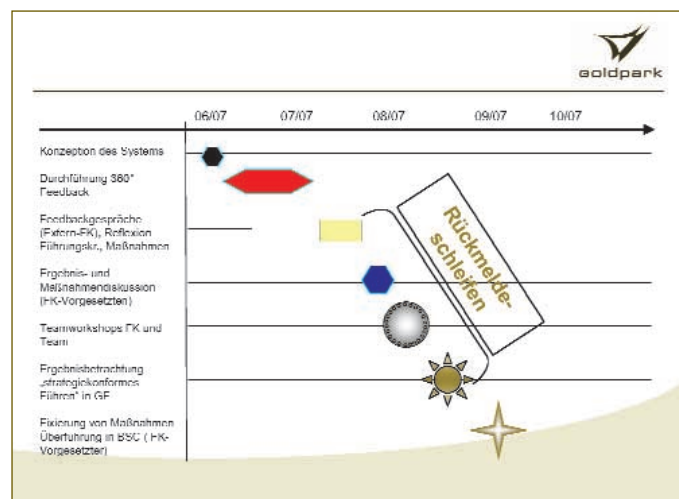 Goldpark
06/07 07/07 08/07 09/07 10/07
Konzeption des Systems
Durchführung 360°
Feedback
Feedbackgespräche
(Extern-FK), Reflexion
Führungskr., Maßnahmen
Ergebnis- und
Maßnahmendiskussion
(FK-Vorgesetzten)
Teamworkshops FK und
Team
Ergebnisbetrachtung
„strategiekonformes
Führen“ in GF
Fixierung von Maßnahmen
Überführung in BSC (FK-
Vorgesetzter)
Rückmelde-
schleifen